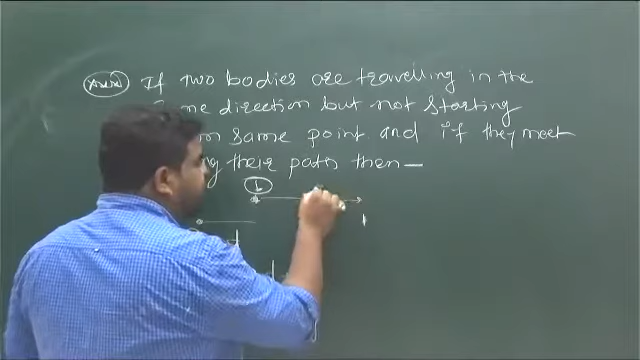 If two bodies are travelling in the
direction but not starting
same point and if they meet
their paths then —